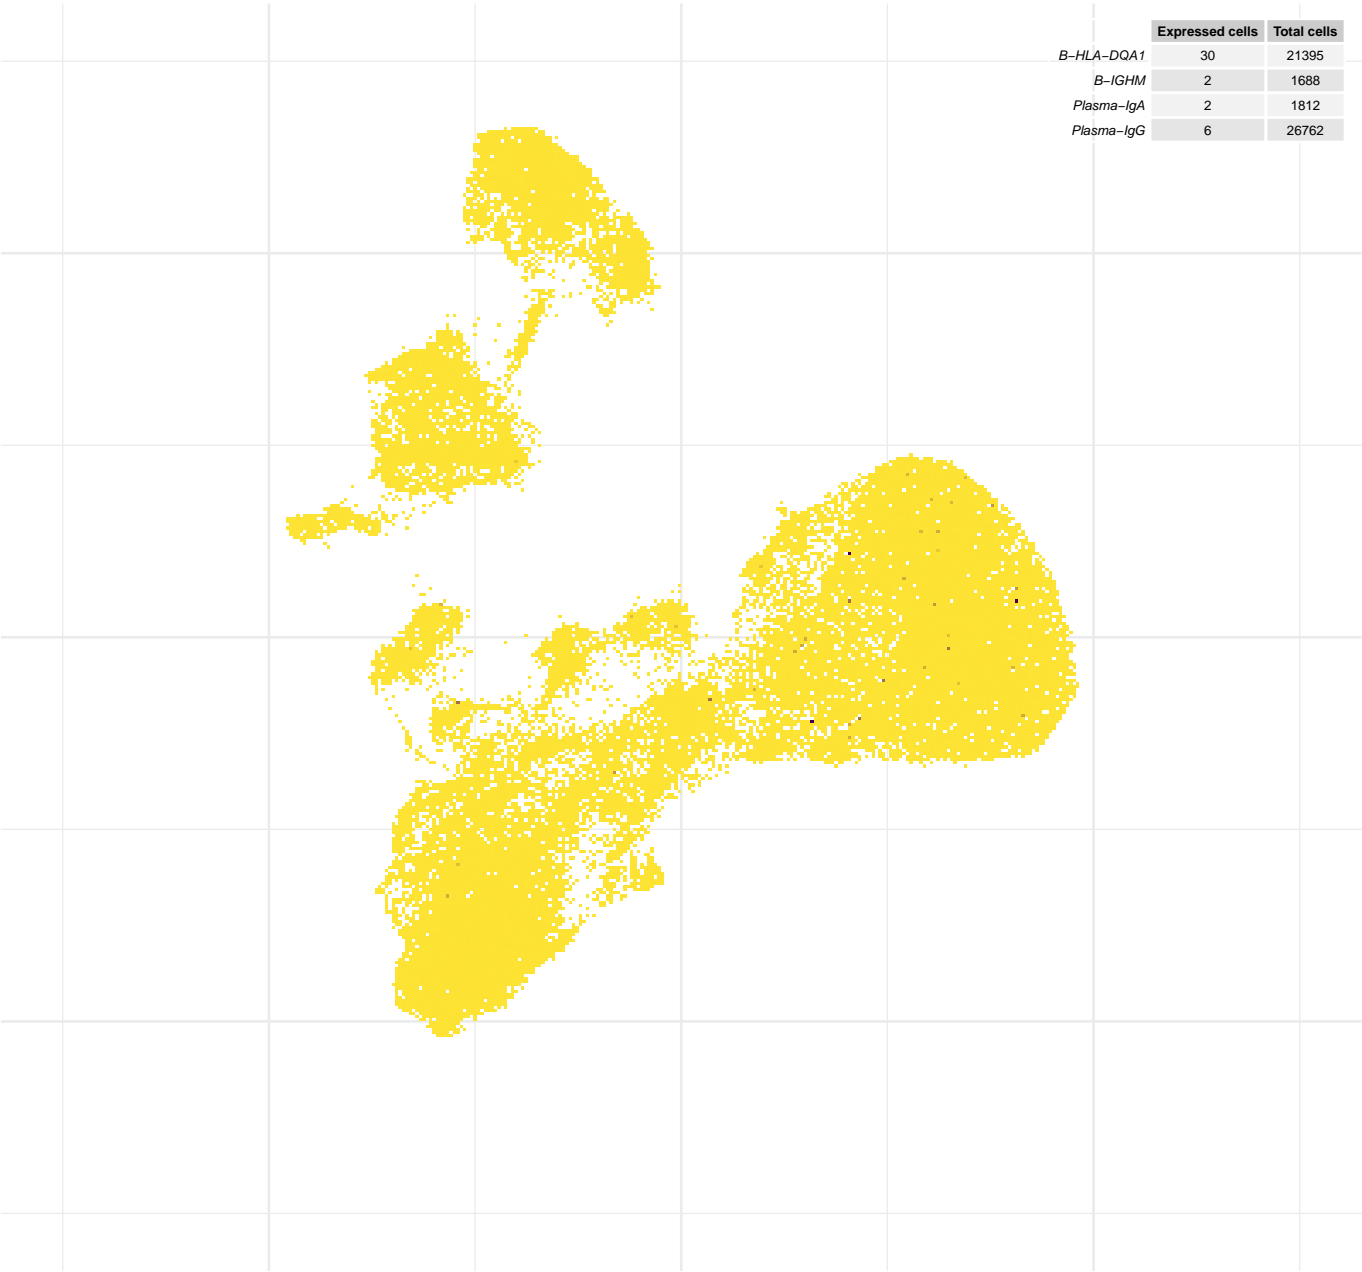 Expressed cells Total cells
B−HLA−DQA1 30 21395
B−IGHM 2 1688
Plasma−IgA 2 1812
Plasma−IgG 6 26762